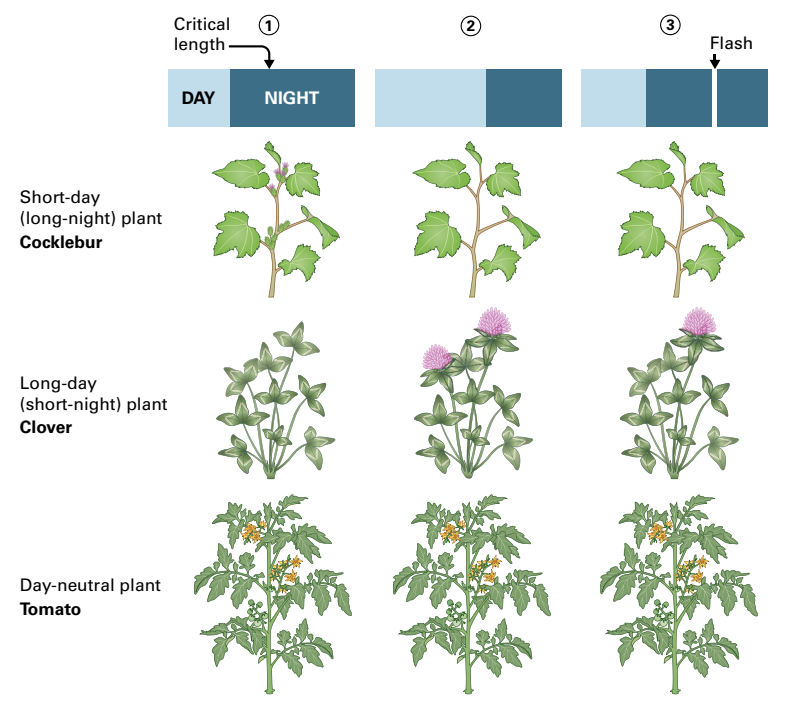 Critical
length
①
②
③
Flash
DAY
NIGHT
Short-day
(long-night) plant
Cocklebur
Long-day
(short-night) plant
Clover
Day-neutral plant
Tomato